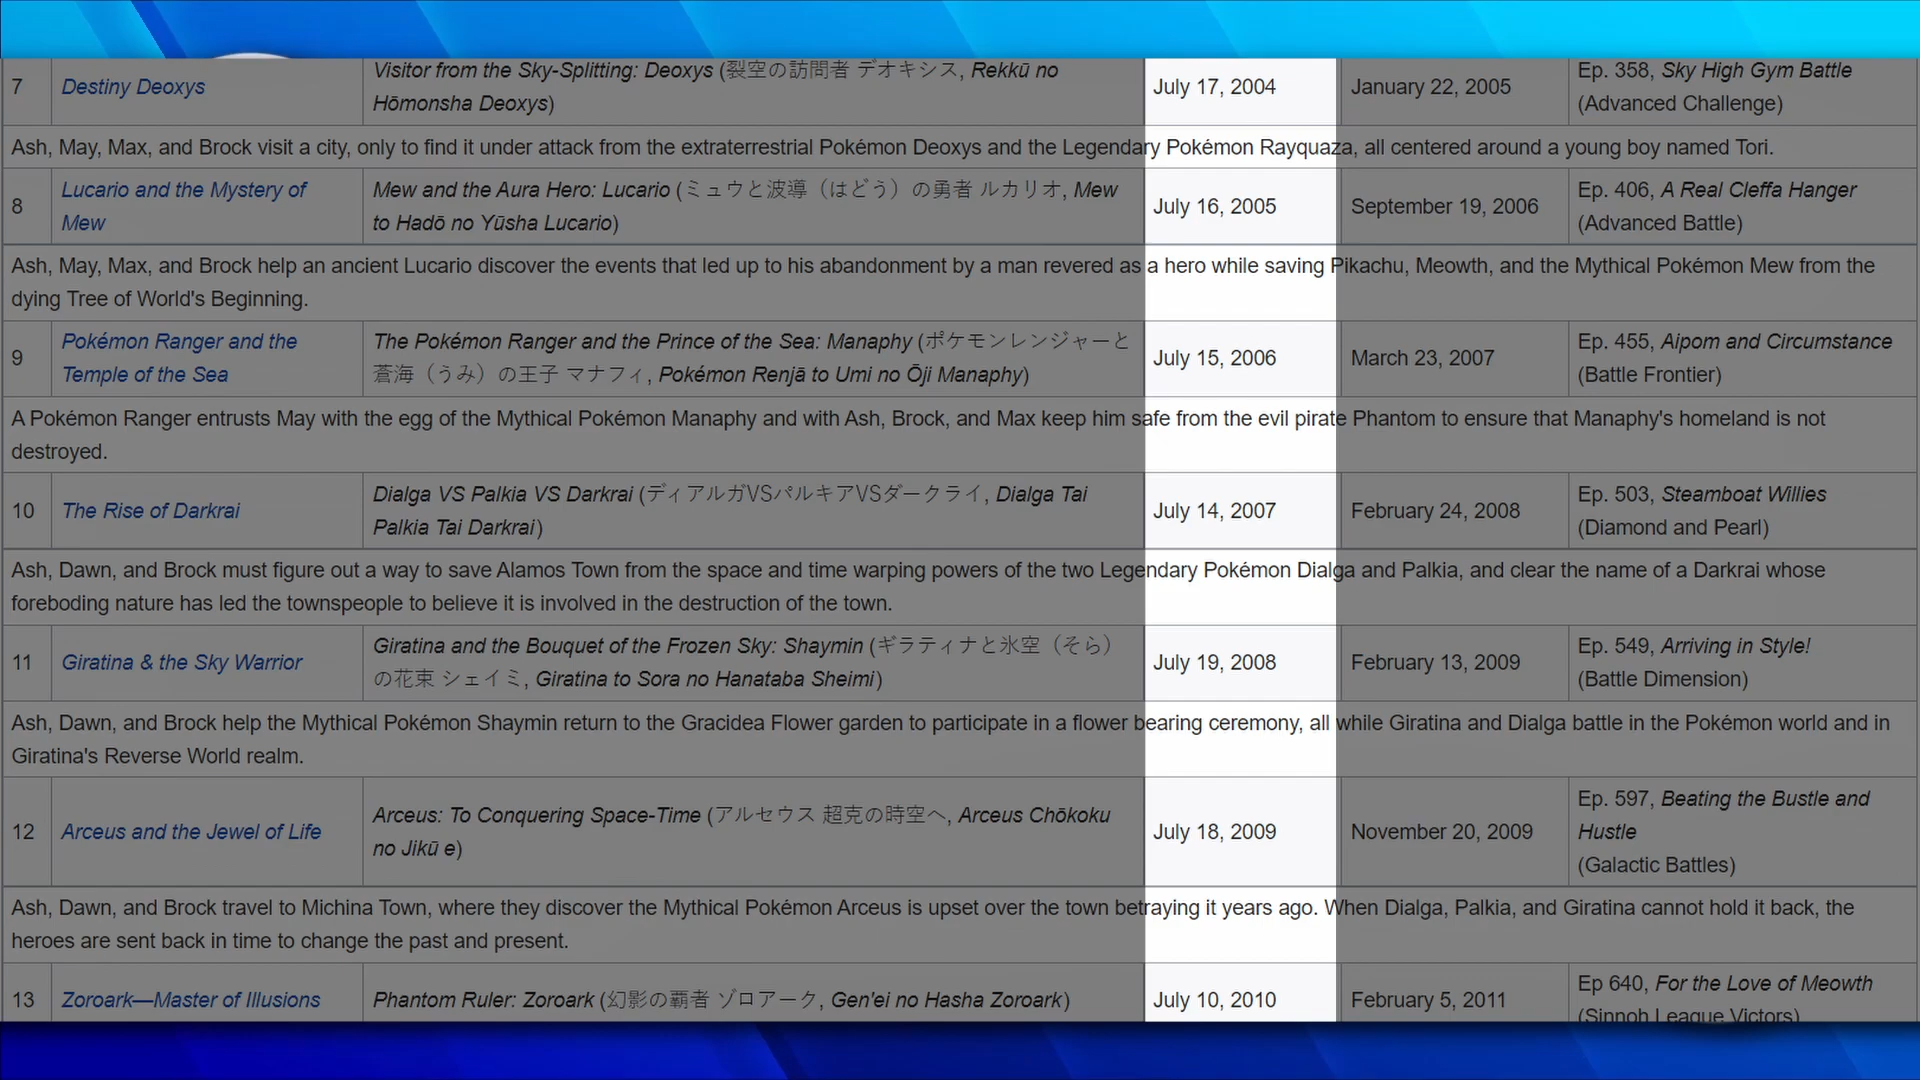 7
Destiny Deoxys
Visitor from the Sky-Splitting: Deoxys (裂空の訪問者 デオキシス, Rekkū no
Hōmonsha Deoxys)
July 17, 2004
January 22, 2005
Ep. 358, Sky High Gym Battle
(Advanced Challenge)
Ash, May, Max, and Brock visit a city, only to find it under attack from the extraterrestrial Pokémon Deoxys and the Legendary Pokémon Rayquaza, all centered around a young boy named Tori.
8
Lucario and the Mystery of
Mew
Mew and the Aura Hero: Lucario (ミュウと波導（はどう）の勇者 ルカリオ, Mew
to Hadō no Yūsha Lucario)
July 16, 2005
September 19, 2006
Ep. 406, A Real Cleffa Hanger
(Advanced Battle)
Ash, May, Max, and Brock help an ancient Lucario discover the events that led up to his abandonment by a man revered as a hero while saving Pikachu, Meowth, and the Mythical Pokémon Mew from the
dying Tree of World's Beginning.
9
Pokémon Ranger and the
Temple of the Sea
The Pokémon Ranger and the Prince of the Sea: Manaphy (ポケモンレンジャーと
蒼海（うみ）の王子 マナフィ, Pokémon Renjā to Umi no Ōji Manaphy)
July 15, 2006
March 23, 2007
Ep. 455, Aipom and Circumstance
(Battle Frontier)
A Pokémon Ranger entrusts May with the egg of the Mythical Pokémon Manaphy and with Ash, Brock, and Max keep him safe from the evil pirate Phantom to ensure that Manaphy's homeland is not
destroyed.
10
The Rise of Darkrai
Dialga VS Palkia VS Darkrai (ディアルガVSパルキアVSダークライ, Dialga Tai
Palkia Tai Darkrai)
July 14, 2007
February 24, 2008
Ep. 503, Steamboat Willies
(Diamond and Pearl)
Ash, Dawn, and Brock must figure out a way to save Alamos Town from the space and time warping powers of the two Legendary Pokémon Dialga and Palkia, and clear the name of a Darkrai whose
foreboding nature has led the townspeople to believe it is involved in the destruction of the town.
11
Giratina & the Sky Warrior
Giratina and the Bouquet of the Frozen Sky: Shaymin (ギラティナと氷空（そら）
の花束 シェイミ, Giratina to Sora no Hanataba Sheimi)
July 19, 2008
February 13, 2009
Ep. 549, Arriving in Style!
(Battle Dimension)
Ash, Dawn, and Brock help the Mythical Pokémon Shaymin return to the Gracidea Flower garden to participate in a flower bearing ceremony, all while Giratina and Dialga battle in the Pokémon world and in
Giratina's Reverse World realm.
12
Arceus and the Jewel of Life
Arceus: To Conquering Space-Time (アルセウス 超克の時空へ, Arceus Chōkoku
no Jikū e)
July 18, 2009
November 20, 2009
Ep. 597, Beating the Bustle and
Hustle
(Galactic Battles)
Ash, Dawn, and Brock travel to Michina Town, where they discover the Mythical Pokémon Arceus is upset over the town betraying it years ago. When Dialga, Palkia, and Giratina cannot hold it back, the
heroes are sent back in time to change the past and present.
13
Zoroark—Master of Illusions
Phantom Ruler: Zoroark (幻影の覇者 ゾロアーク, Gen'ei no Hasha Zoroark)
July 10, 2010
February 5, 2011
Ep 640, For the Love of Meowth
(Sinnoh League Victors)